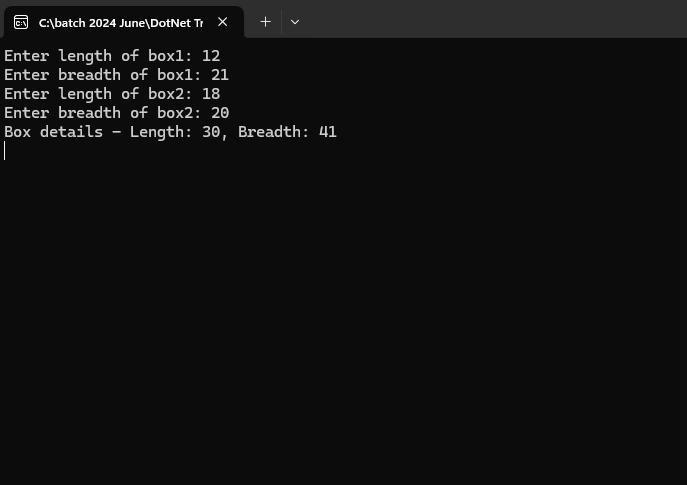 C:\batch 2024 June\DotNet Tr
Enter length of box1: 12
Enter breadth of box1: 21
Enter length of box2: 18
Enter breadth of box2: 20
Box details - Length: 30, Breadth: 41